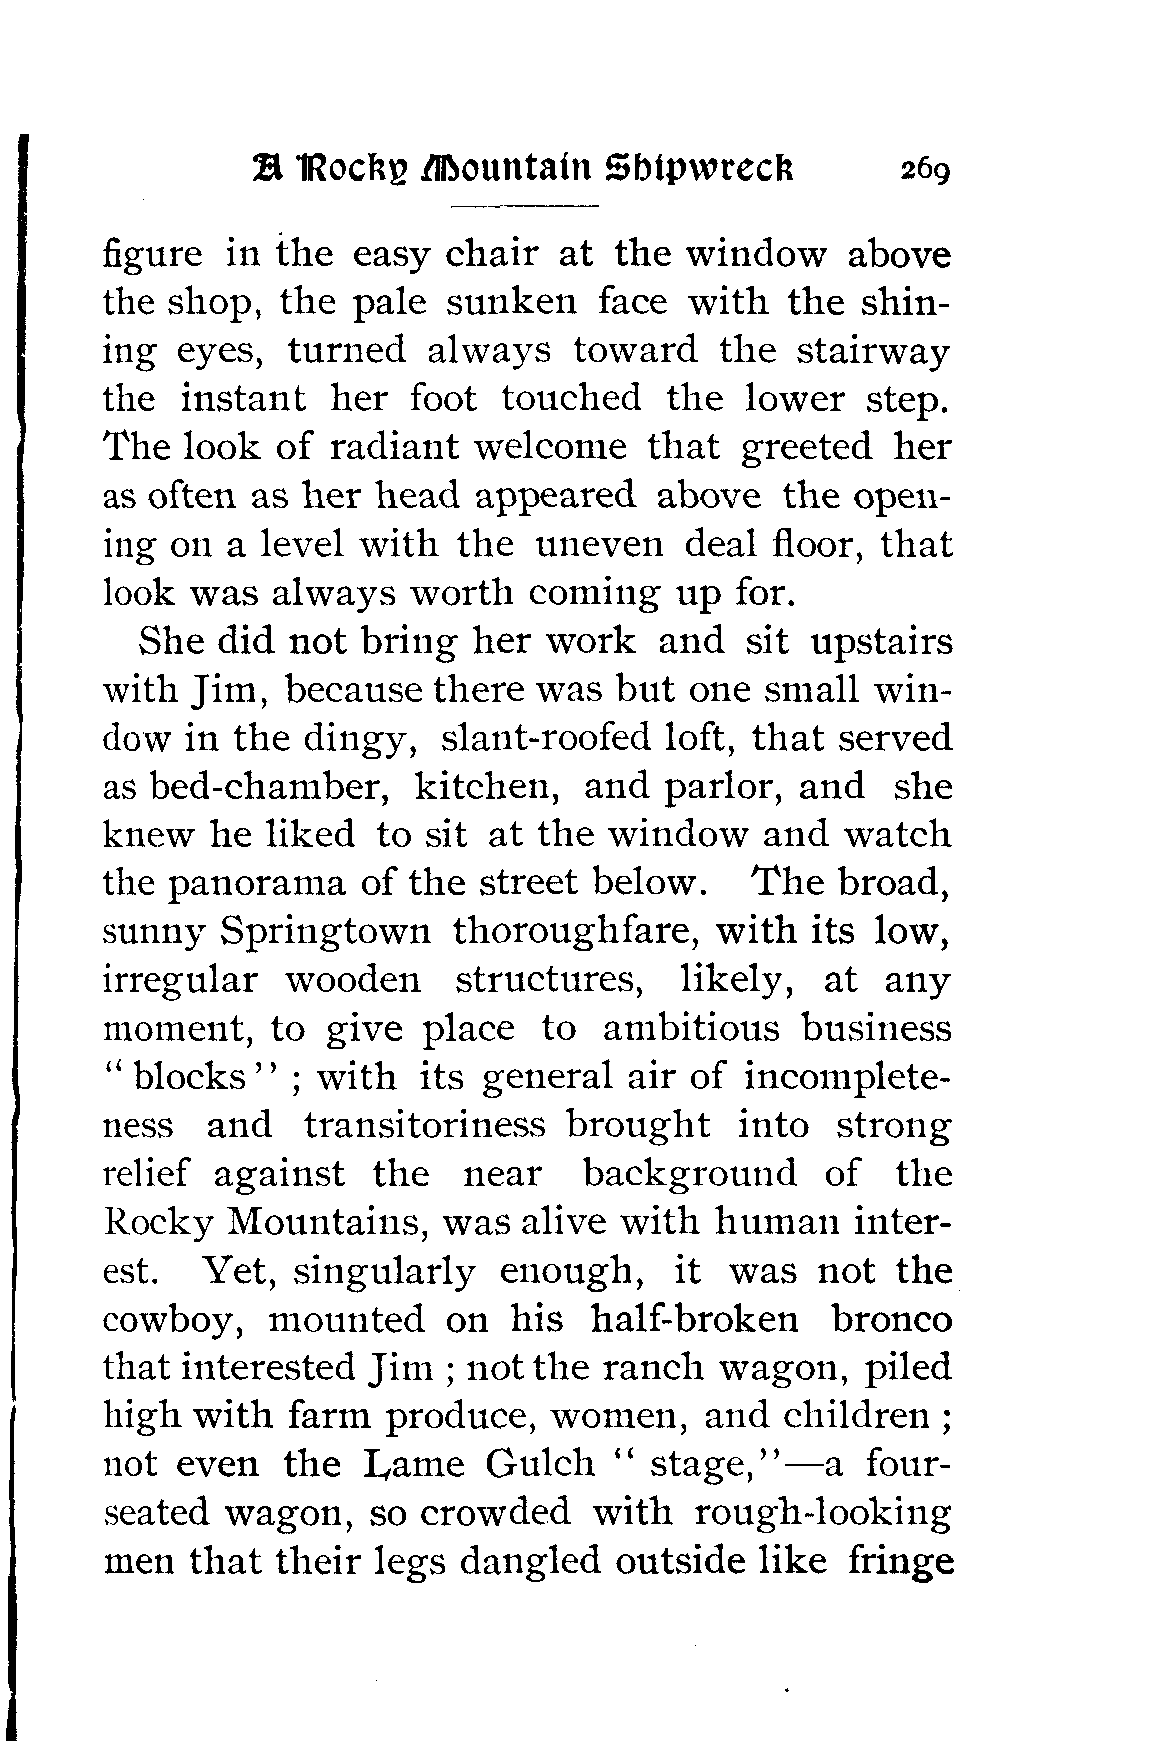 A Rocky Mountain Shipwreck 269
figure in the easy chair at the window above
the shop, the pale sunken face with the shin-
ing eyes, turned always toward the stairway
the instant her foot touched the lower step.
The look of radiant welcome that greeted her
as often as her head appeared above the open-
ing on a level with the uneven deal floor, that
look was always worth coming up for.
She did not bring her work and sit upstairs
with Jim, because there was but one small win-
dow in the dingy, slant-roofed loft, that served
as bed-chamber, kitchen, and parlor, and she
knew he liked to sit at the window and watch
the panorama of the street below. The broad,
sunny Springtown thoroughfare, with its low,
irregular wooden structures, likely, at any
moment, to give place to ambitious business
“ blocks ’’ ; with its general air of incomplete-
ness and transitoriness brought into strong
relief against the near background of the
Rocky Mountains, was alive with human inter-
est. Yet, singularly enough, it was not the
cowboy, mounted on his half-broken bronco
that interested Jim ; not the ranch wagon, piled
high with farm produce, women, and children ;
not even the Lame Gulch “ stage,’’—a four-
seated wagon, so crowded with rough-looking
men that their legs dangled outside like fringe